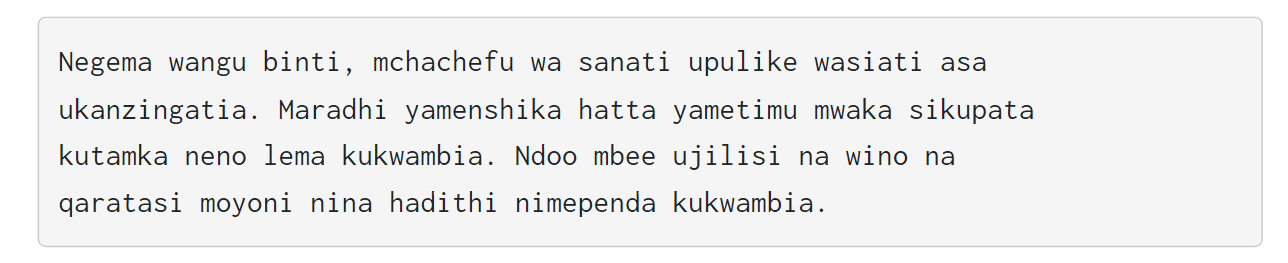 Negema wangu binti, mchachefu wa sanati upulike wasiati asa
ukanzingatia. Maradhi yamenshika hatta yametimu mwaka sikupata
kutamka neno lema kukwambia. Ndoo mbee ujilisi na wino na
qaratasi moyoni nina hadithi nimependa kukwambia.